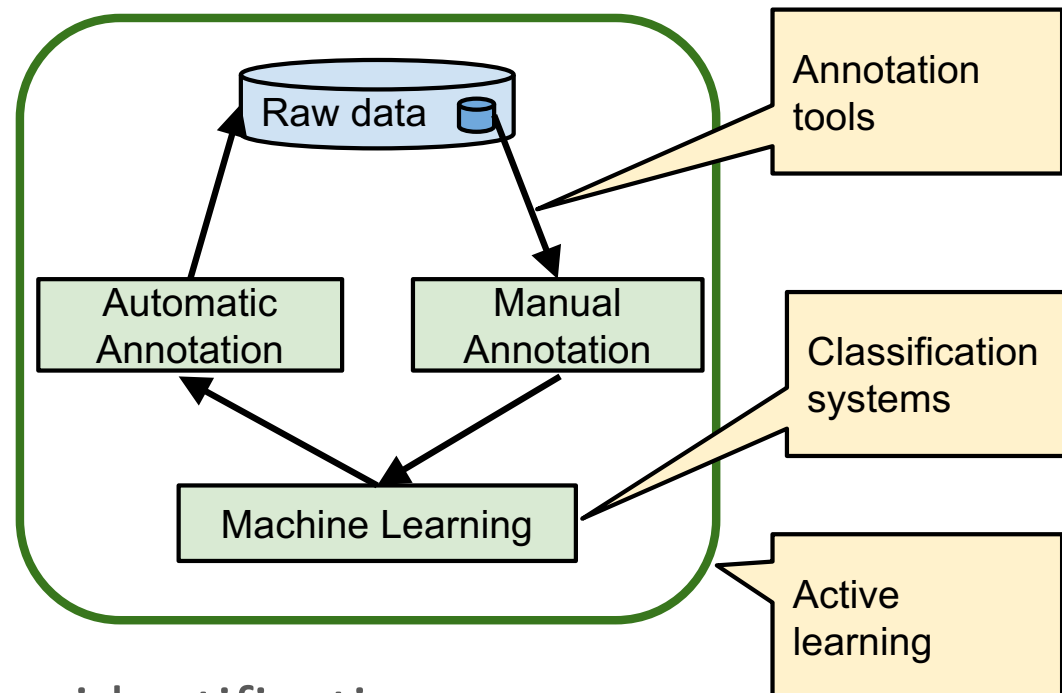 Raw data
Annotation
tools
Automatic
Annotation
Manual
Annotation
Classification
systems
Machine Learning
Active
learning